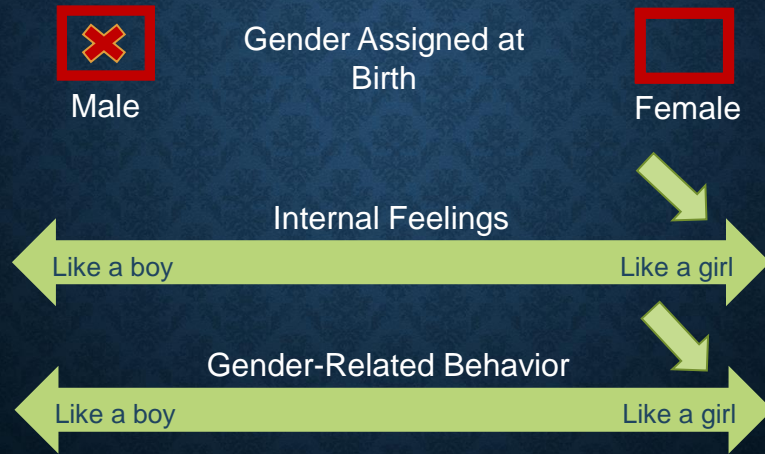 Gender Assigned at
Birth
Male
Female
Internal Feelings
Like a boy
Like a girl
Gender-Related Behavior
Like a boy
Like a girl